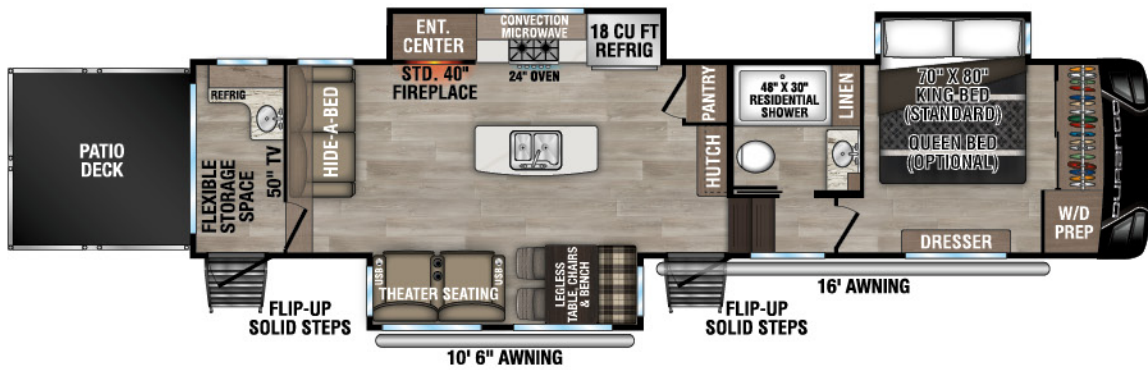 PATIO
DECK
REFRIG
FLEXIBLE
STORAGE
SPACE
50" TV
HIDE-A-BED
ENT.
CENTER
STD. 40"
FIREPLACE
CONVECTION
MICROWAVE
24" OVEN
18 CU FT
REFRIG
PANTRY
HUTCH
48" X 30"
RESIDENTIAL
SHOWER
LINEN
70" X 80"
KING BED
(STANDARD)
QUEEN BED
(OPTIONAL)
W/D
PREP
DURANGO
DRESSER
USB
THEATER SEATING
USB
LEGLESS
TABLE, CHAIRS
& BENCH
FLIP-UP
SOLID STEPS
10' 6" AWNING
FLIP-UP
SOLID STEPS
16' AWNING